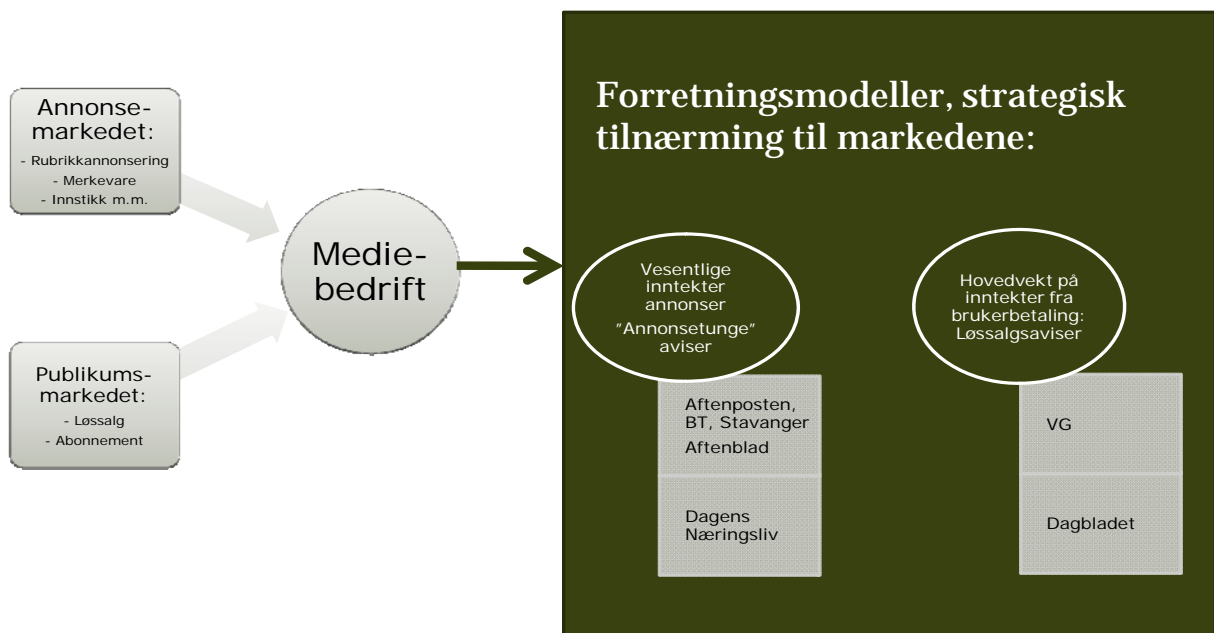 Annonse-
markedet:
- Rubrikkannonsering
- Merkevare
- Innstikk m.m.
Publikums-
markedet:
- Løssalg
- Abonnement
Medie-
bedrift
Forretningsmodeller, strategisk
tilnærming til markedene:
Vesentlige
inntekter
annonser
"Annonsetunge"
aviser
Aftenposten,
BT, Stavanger
Aftenblad
Dagens
Næringsliv
Hovedvekt på
inntekter fra
brukerbetaling:
Løssalgsaviser
VG
Dagbladet